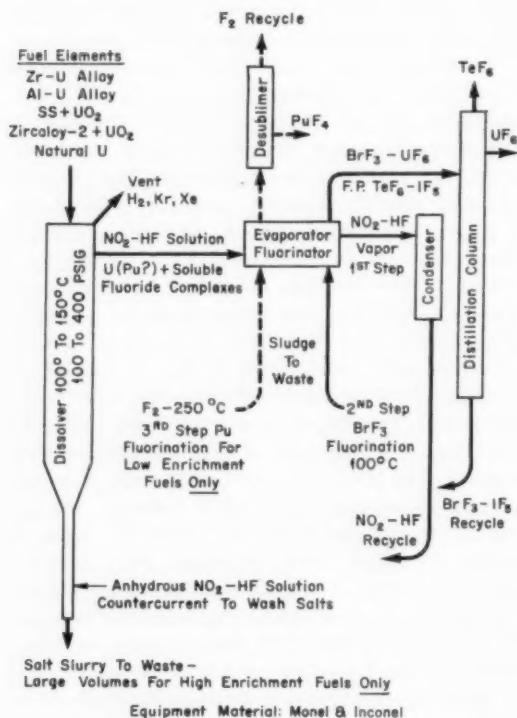 F₂ Recycle
Fuel Elements
Zr-U Alloy
Al-U Alloy
SS+UO₂
Zircaloy-2 + UO₂
Natural U
Vent
H₂, Kr, Xe
Desublimer
PuF₄
TeF₆
UF₆
BrF₃-UF₆
F.P. TeF₆-IF₅
NO₂-HF Solution
U(Pu?)+Soluble
Fluoride Complexes
Evaporator
Fluorinator
NO₂-HF
Vapor
1ST Step
Condenser
Distillation Column
Dissolver 100° To 150°C
100 To 400 PSIG
Sludge
To
Waste
F₂-250°C
3RD Step Pu
Fluorination For
Low Enrichment
Fuels Only
2ND Step
BrF₃
Fluorination
100°C
BrF₃-IF₅
Recycle
NO₂-HF
Recycle
Anhydrous NO₂-HF Solution
Countercurrent To Wash Salts
Salt Slurry To Waste-
Large Volumes For High Enrichment Fuels Only
Equipment Material: Monel & Inconel